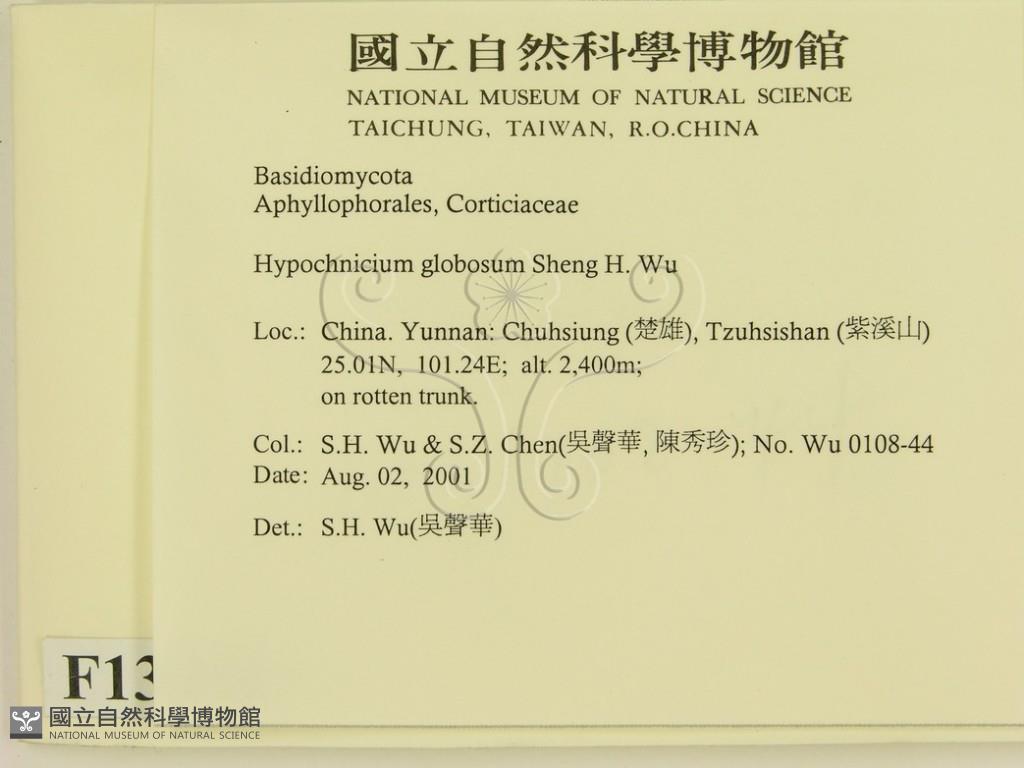 國立自然科學博物館
NATIONAL MUSEUM OF NATURAL SCIENCE
TAICHUNG, TAIWAN, R.O.CHINA
Basidiomycota
Aphyllophorales, Corticiaceae
Hypochnicium globosum Sheng H. Wu
Loc.: China. Yunnan: Chuhsiung (楚雄), Tzuhsishan (紫溪山)
25.01N, 101.24E; alt. 2,400m;
on rotten trunk.
Col.: S.H. Wu & S.Z. Chen(吳聲華, 陳秀珍); No. Wu 0108-44
Date: Aug. 02, 2001
Det.: S.H. Wu(吳聲華)
F13
國立自然科學博物館
NATIONAL MUSEUM OF NATURAL SCIENCE